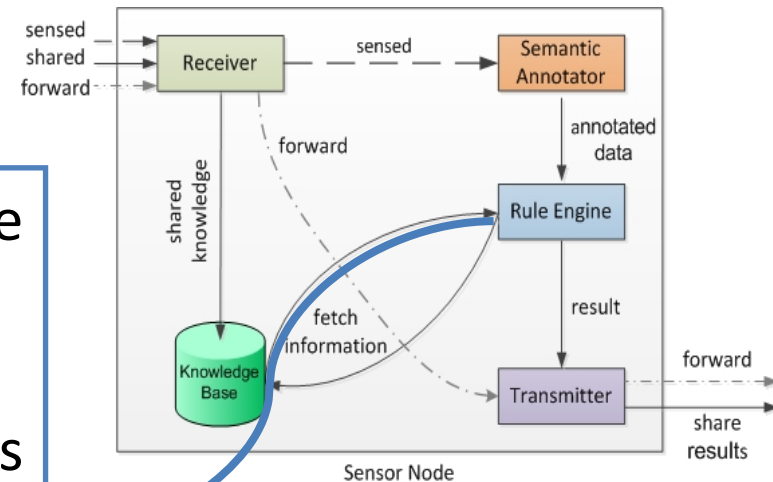 sensed
shared
forward
Receiver
sensed
Semantic
Annotator
forward
annotated
data
shared
knowledge
Rule Engine
fetch
information
result
Knowledge
Base
Transmitter
forward
share
results
Sensor Node
e
s